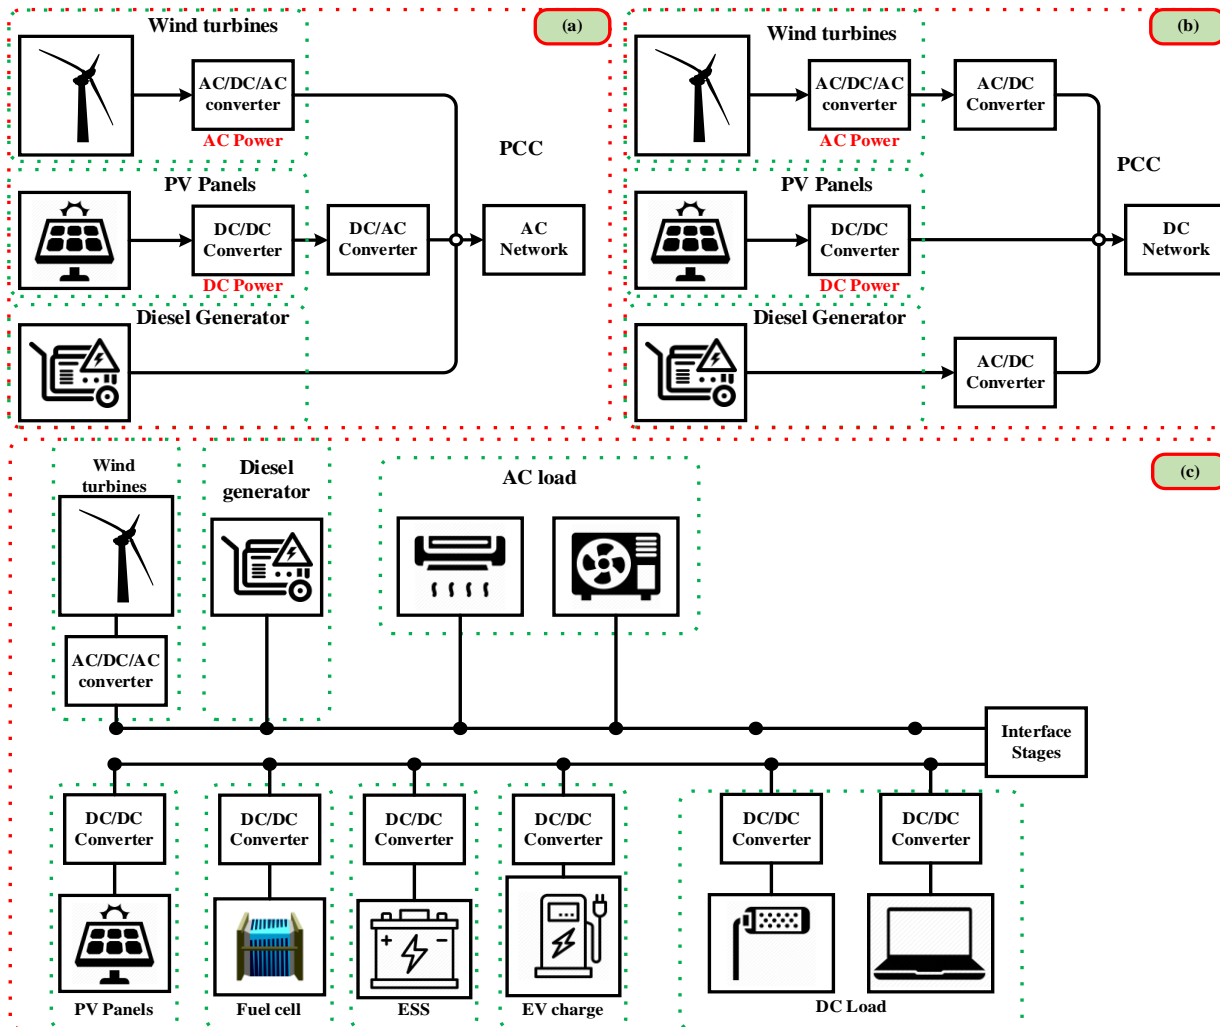 Wind turbines
(a)
AC/DC/AC
converter
AC Power
PCC
PV Panels
DC/DC
Converter
DC Power
DC/AC
Converter
AC
Network
Diesel Generator
Wind turbines
(b)
AC/DC/AC
converter
AC Power
AC/DC
Converter
PCC
PV Panels
DC/DC
Converter
DC Power
DC
Network
Diesel Generator
AC/DC
Converter
(c)
Wind
turbines
Diesel
generator
AC load
AC/DC/AC
converter
Interface
Stages
DC/DC
Converter
DC/DC
Converter
DC/DC
Converter
DC/DC
Converter
DC/DC
Converter
DC/DC
Converter
PV Panels
Fuel cell
ESS
EV charge
DC Load